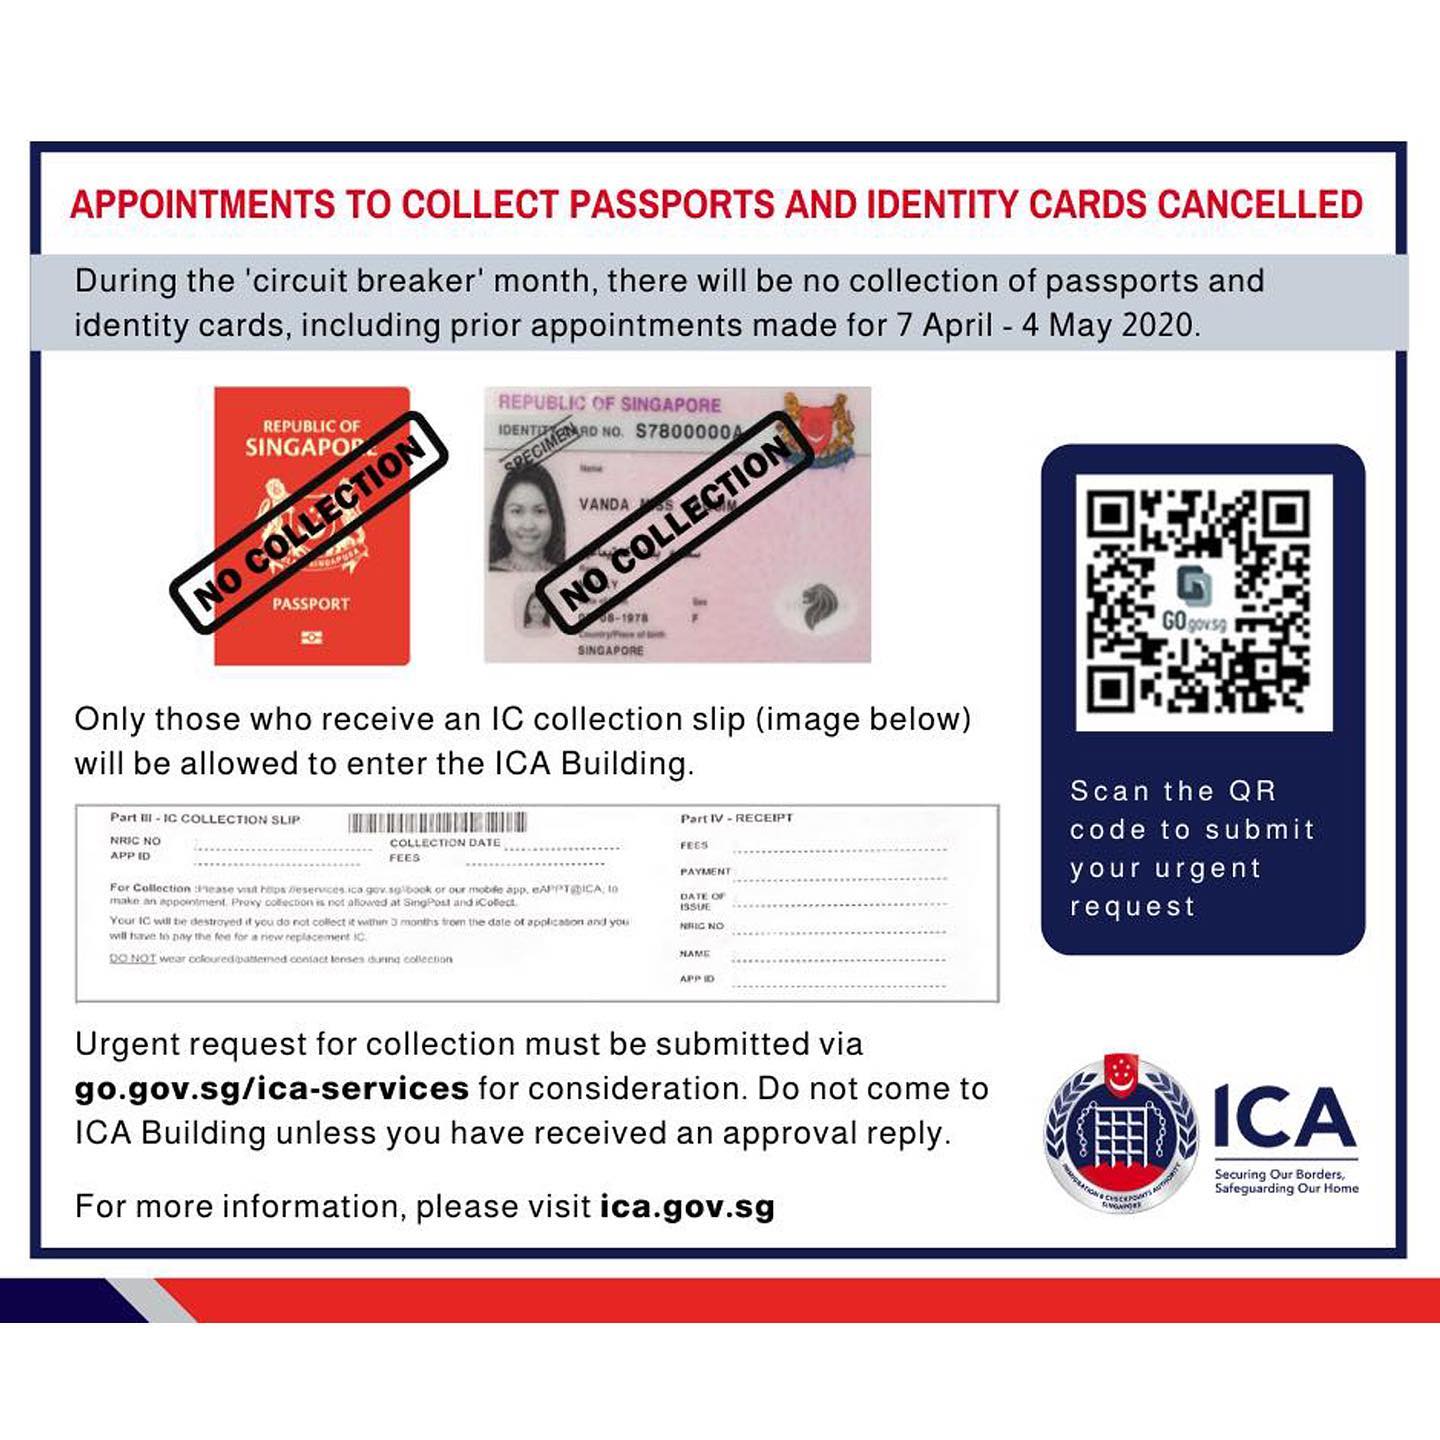 APPOINTMENTS TO COLLECT PASSPORTS AND IDENTITY CARDS CANCELLED
During the 'circuit breaker' month, there will be no collection of passports and
identity cards, including prior appointments made for 7 April - 4 May 2020.
REPUBLIC OF
SINGAPORE
NO COLLECTION
PASSPORT
REPUBLIC OF SINGAPORE
IDENTITY CARD NO. S7800000A
SPECIMEN
Name
VANDA
NO COLLECTION
Sex
08-1978 F
Country/Place of birth
SINGAPORE
GO gov.sg
Scan the QR
code to submit
your urgent
request
Only those who receive an IC collection slip (image below)
will be allowed to enter the ICA Building.
Part III - IC COLLECTION SLIP
NRIC NO
APP ID
COLLECTION DATE
FEES
For Collection :Please visit https://eservices.ica.gov.sg/ibook or our mobile app, eAPPT@ICA, to
make an appointment. Proxy collection is not allowed at SingPost and iCollect.
Your IC will be destroyed if you do not collect it within 3 months from the date of application and you
will have to pay the fee for a new replacement IC.
DO NOT wear coloured/patterned contact lenses during collection
Part IV - RECEIPT
FEES
PAYMENT
DATE OF
ISSUE
NRIC NO
NAME
APP ID
Urgent request for collection must be submitted via
go.gov.sg/ica-services for consideration. Do not come to
ICA Building unless you have received an approval reply.
For more information, please visit ica.gov.sg
IMMIGRATION & CHECKPOINTS AUTHORITY
SINGAPORE
ICA
Securing Our Borders,
Safeguarding Our Home